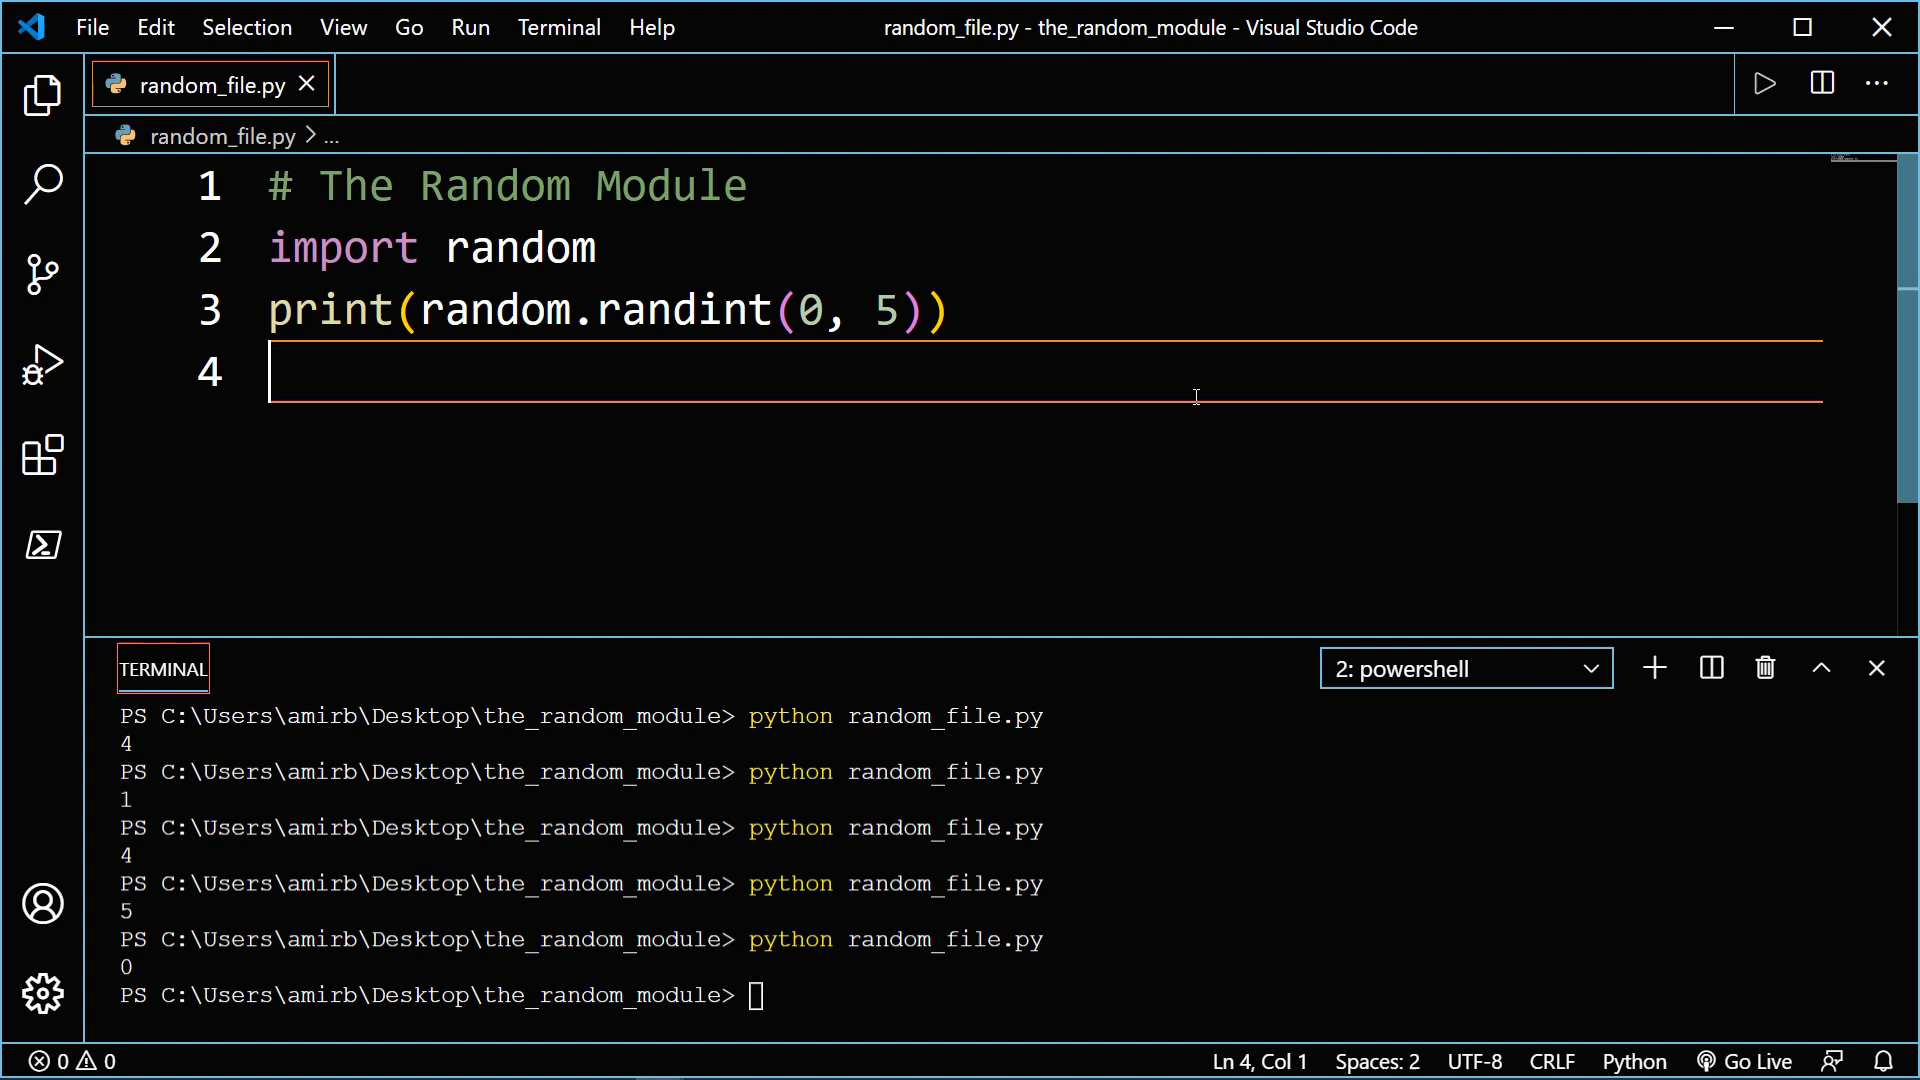 File Edit Selection View Go Run Terminal Help random_file.py - the_random_module - Visual Studio Code
random_file.py
random_file.py > ...
1 # The Random Module
2 import random
3 print(random.randint(0, 5))
4
TERMINAL 2: powershell
PS C:\Users\amirb\Desktop\the_random_module> python random_file.py
4
PS C:\Users\amirb\Desktop\the_random_module> python random_file.py
1
PS C:\Users\amirb\Desktop\the_random_module> python random_file.py
4
PS C:\Users\amirb\Desktop\the_random_module> python random_file.py
5
PS C:\Users\amirb\Desktop\the_random_module> python random_file.py
0
PS C:\Users\amirb\Desktop\the_random_module>
0 0 Ln 4, Col 1 Spaces: 2 UTF-8 CRLF Python Go Live